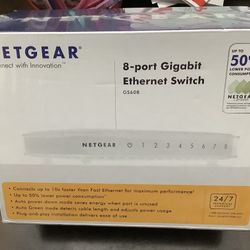 NETGEAR
Connect with Innovation™
8-port Gigabit
Ethernet Switch
GS608
UP TO
50%
LOWER POWER
CONSUMPTION
NETGEAR
NETGEAR 1 2 3 4 5 6 7 8
• Connects up to 10x faster than Fast Ethernet for maximum performance!
• Up to 50% lower power consumption
• Auto power down mode saves energy when port is unused
• Auto Green mode detects cable length and adjusts power usage
• Plug-and-play installation delivers ease of use
24/7